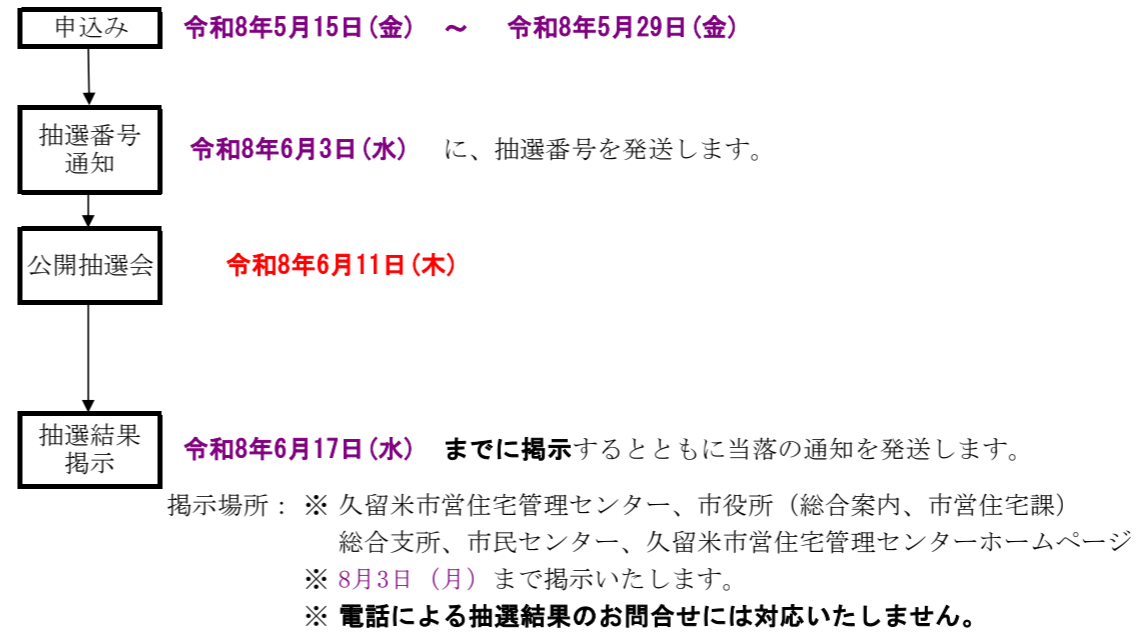 申込み 令和8年5月15日(金) ～ 令和8年5月29日(金)
抽選番号
通知
令和8年6月3日(水) に、抽選番号を発送します。
公開抽選会 令和8年6月11日(木)
抽選結果
掲示
令和8年6月17日(水) までに掲示するとともに当落の通知を発送します。
掲示場所：※ 久留米市営住宅管理センター、市役所（総合案内、市営住宅課）
総合支所、市民センター、久留米市営住宅管理センターホームページ
※ 8月3日（月）まで掲示いたします。
※ 電話による抽選結果のお問合せには対応いたしません。